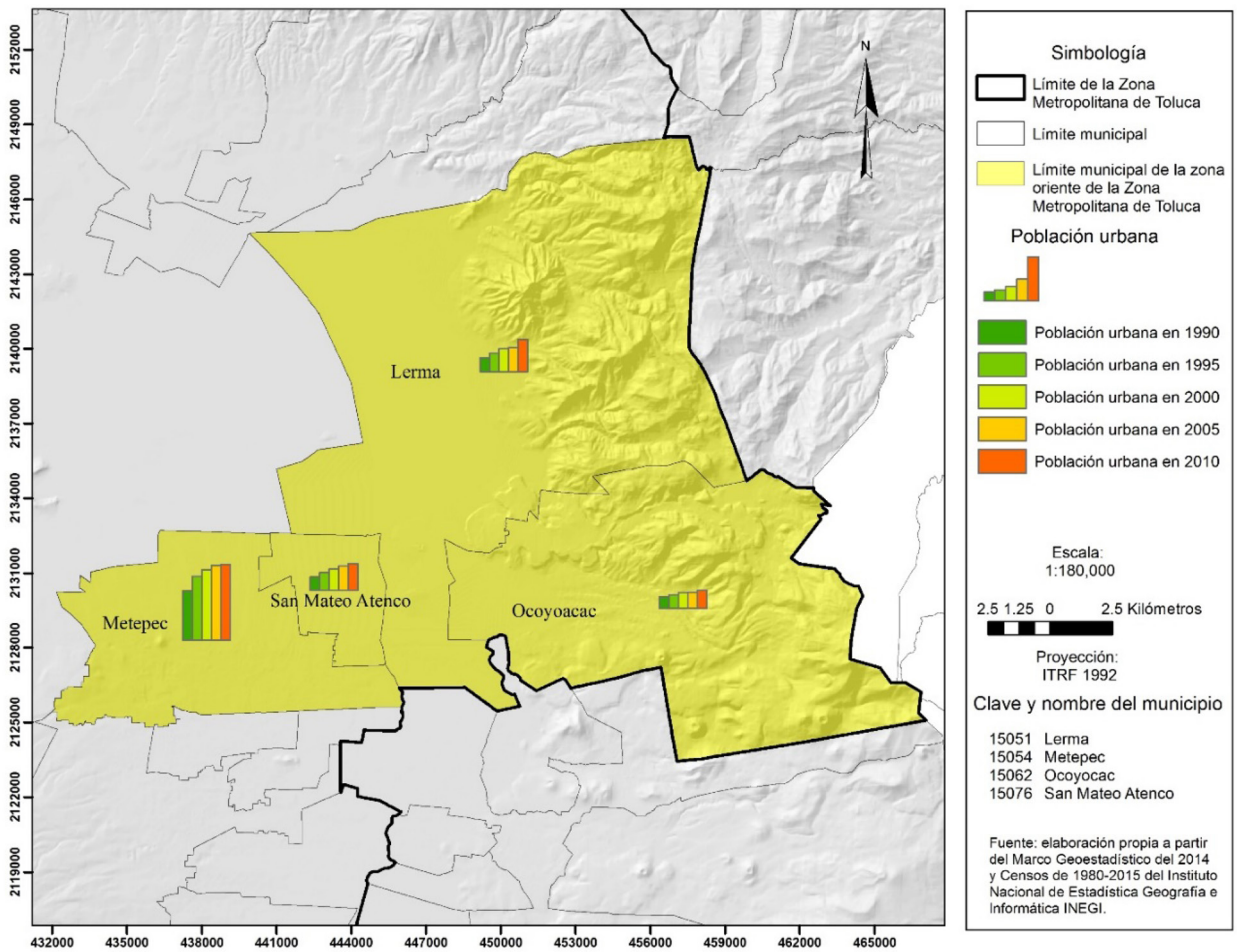 2152000
2149000
2146000
2143000
2140000
2137000
2134000
2131000
2128000
2125000
2122000
2119000
432000 435000 438000 441000 444000 447000 450000 453000 456000 459000 462000 465000
N
Lerma
Metepec
San Mateo Atenco
Ocoyoacac
Simbología
Límite de la Zona
Metropolitana de Toluca
Límite municipal
Límite municipal de la zona
oriente de la Zona
Metropolitana de Toluca
Población urbana
Población urbana en 1990
Población urbana en 1995
Población urbana en 2000
Población urbana en 2005
Población urbana en 2010
Escala:
1:180,000
2.5 1.25 0 2.5 Kilómetros
Proyección:
ITRF 1992
Clave y nombre del municipio
15051 Lerma
15054 Metepec
15062 Ocoyocac
15076 San Mateo Atenco
Fuente: elaboración propia a partir
del Marco Geoestadístico del 2014
y Censos de 1980-2015 del Instituto
Nacional de Estadística Geografía e
Informática INEGI.